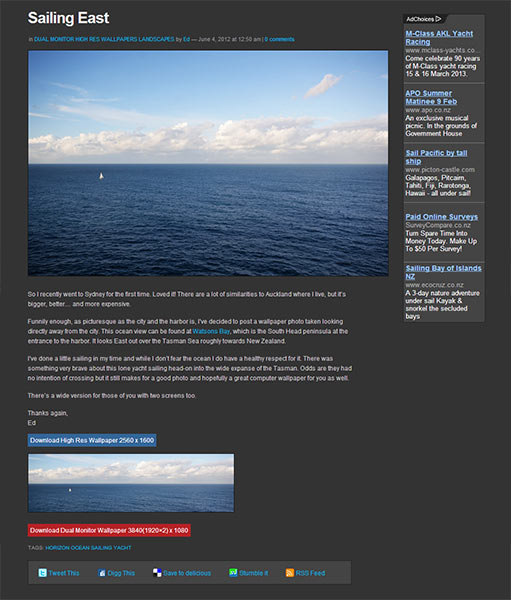 Sailing East
in DUAL MONITOR HIGH RES WALLPAPERS LANDSCAPES by Ed — June 4, 2012 at 12:50 am | 0 comments
So I recently went to Sydney for the first time. Loved it! There are a lot of similarities to Auckland where I live, but it's
bigger, better... and more expensive.
Funnily enough, as picturesque as the city and the harbor is, I've decided to post a wallpaper photo taken looking
directly away from the city. This ocean view can be found at Watsons Bay, which is the South Head peninsula at the
entrance to the harbor. It looks East out over the Tasman Sea roughly towards New Zealand.
I've done a little sailing in my time and while I don't fear the ocean I do have a healthy respect for it. There was
something very brave about this lone yacht sailing head-on into the wide expanse of the Tasman. Odds are they had
no intention of crossing but it still makes for a good photo and hopefully a great computer wallpaper for you as well.
There's a wide version for those of you with two screens too.
Thanks again,
Ed
Download High Res Wallpaper 2560 x 1600
Download Dual Monitor Wallpaper 3840(1920×2) x 1080
TAGS: HORIZON OCEAN SAILING YACHT
Tweet This Digg This Save to delicious Stumble it RSS Feed
AdChoices
M-Class AKL Yacht
Racing
www.mclass-yachts.co...
Come celebrate 90 years
of M-Class yacht racing
15 & 16 March 2013.
APO Summer
Matinee 9 Feb
www.apo.co.nz
An exclusive musical
picnic. In the grounds of
Government House
Sail Pacific by tall
ship
www.picton-castle.com
Galapagos, Pitcairn,
Tahiti, Fiji, Rarotonga,
Hawaii - all under sail!
Paid Online Surveys
SurveyCompare.co.nz
Turn Spare Time Into
Money Today. Make Up
To $50 Per Survey!
Sailing Bay of Islands
NZ
www.ecocruz.co.nz
A 3-day nature adventure
under sail Kayak &
snorkel the secluded
bays